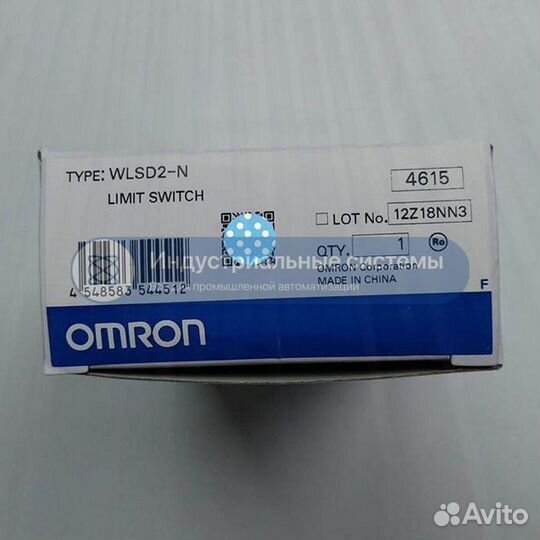 TYPE: WLSD2-N
4615
LIMIT SWITCH
LOT No. 12Z18NN3
QTY. 1
Индустриальные системы
OMRON Corporation
MADE IN CHINA
й промышленной автоматизации
4 548583 544512
F
OMRON
Avito